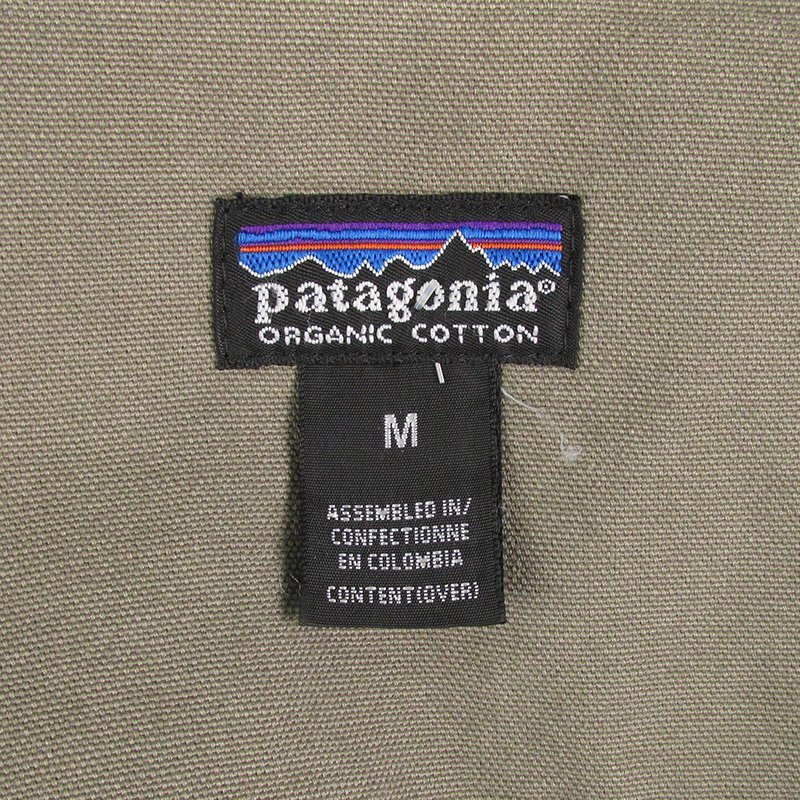 patagonia®
ORGANIC COTTON
M
ASSEMBLED IN/
CONFECTIONNE
EN COLOMBIA
CONTENT(OVER)